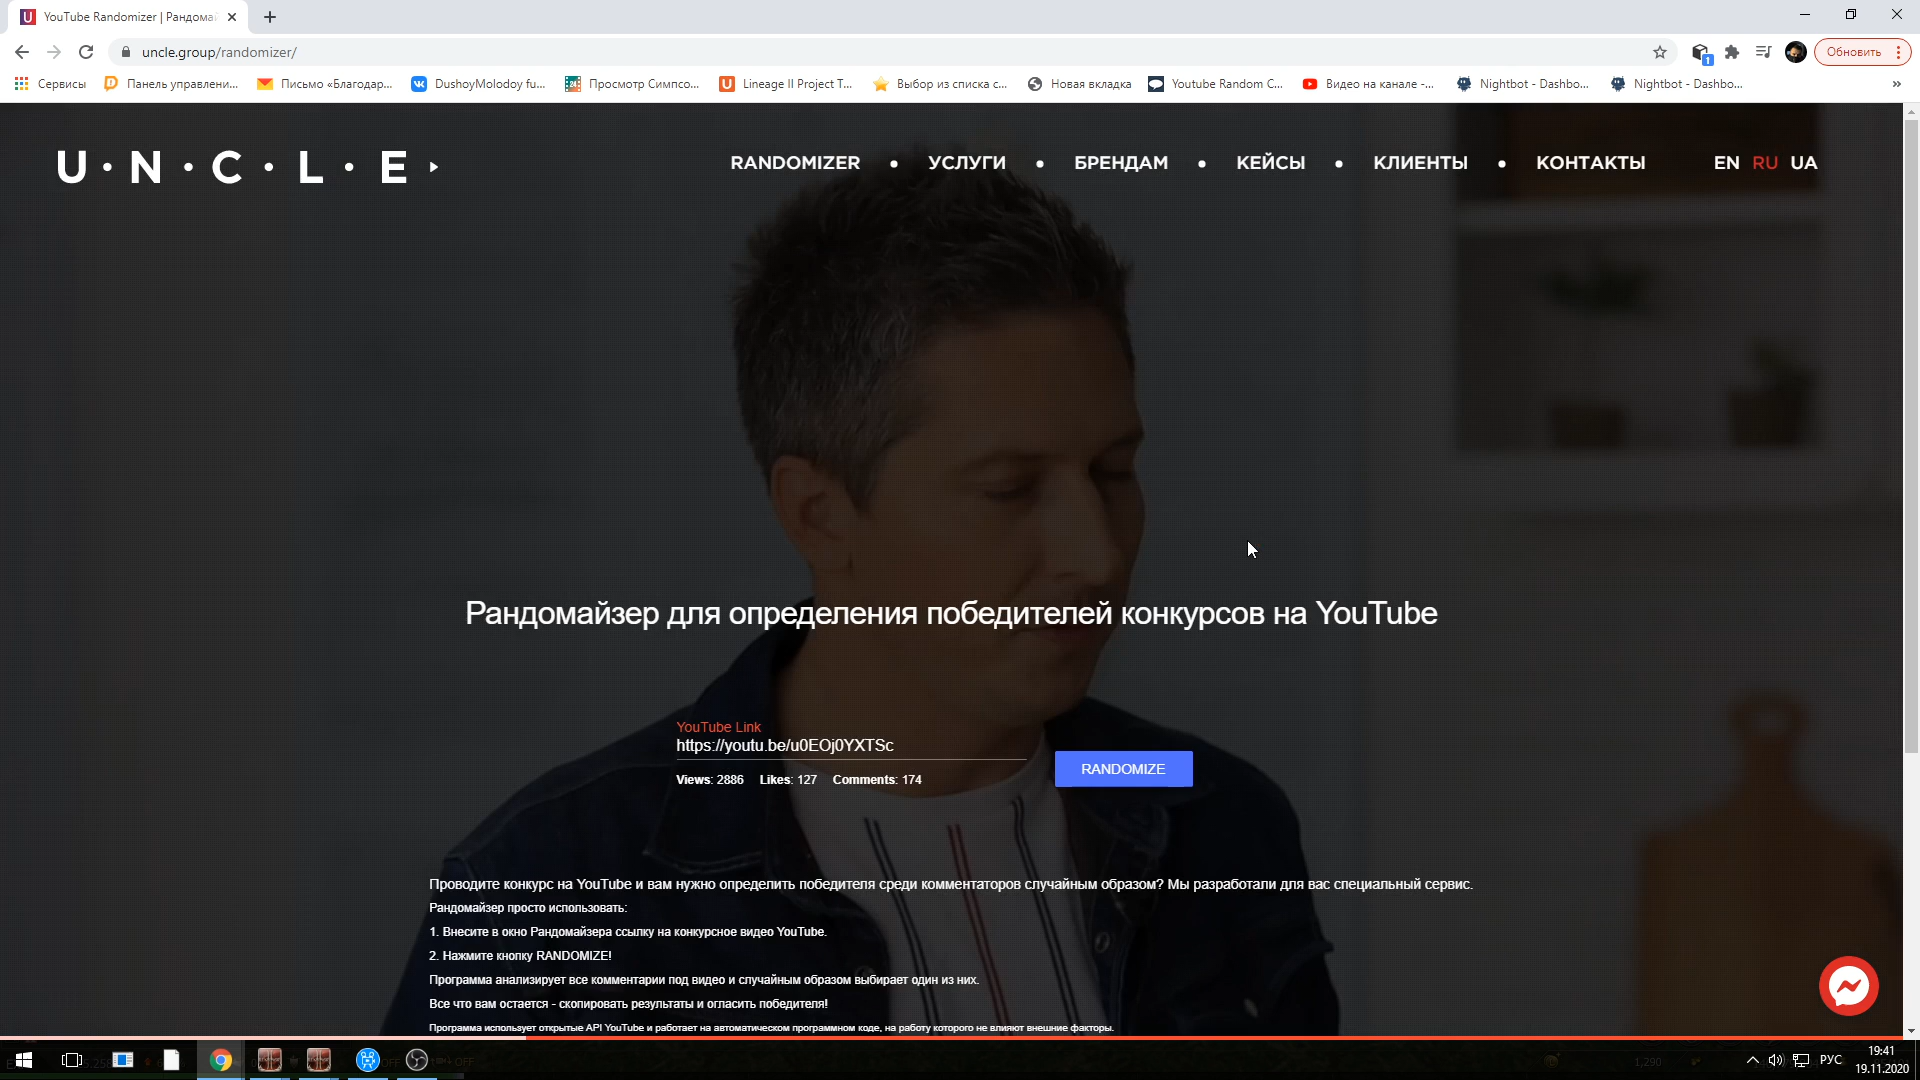 YouTube Randomizer | Рандомай
uncle.group/randomizer/
Обновить
Сервисы
Панель управлени...
Письмо «Благодар...
DushoyMolodoy fu...
Просмотр Симпсо...
Lineage II Project T...
Выбор из списка с...
Новая вкладка
Youtube Random C...
Видео на канале -...
Nightbot - Dashbo...
Nightbot - Dashbo...
U·N·C·L·E
RANDOMIZER • УСЛУГИ • БРЕНДАМ • КЕЙСЫ • КЛИЕНТЫ • КОНТАКТЫ
EN RU UA
Рандомайзер для определения победителей конкурсов на YouTube
YouTube Link
https://youtu.be/u0EOj0YXTSc
Views: 2886 Likes: 127 Comments: 174
RANDOMIZE
Проводите конкурс на YouTube и вам нужно определить победителя среди комментаторов случайным образом? Мы разработали для вас специальный сервис.
Рандомайзер просто использовать:
1. Внесите в окно Рандомайзера ссылку на конкурсное видео YouTube.
2. Нажмите кнопку RANDOMIZE!
Программа анализирует все комментарии под видео и случайным образом выбирает один из них.
Все что вам остается - скопировать результаты и огласить победителя!
Программа использует открытые API YouTube и работает на автоматическом программном коде, на работу которого не влияют внешние факторы.
1,290
РУС
19:41
19.11.2020